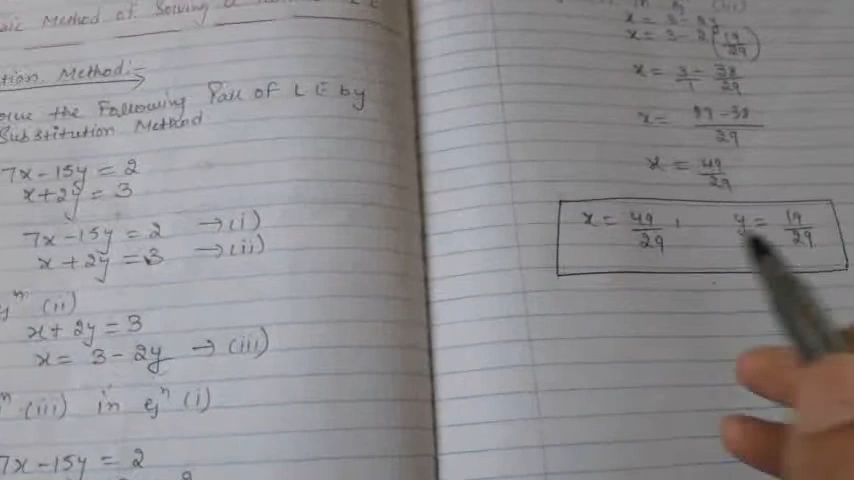 aic Method of Solving
tion Method:-
the Following Pair of L E by
Substitution Method
7x - 15y = 2
x + 2y = 3
7x - 15y = 2 → (i)
x + 2y = 3 → (ii)
(ii)
x + 2y = 3
x = 3 - 2y → (iii)
(iii) in eqⁿ (i)
7x - 15y = 2
x = 3 - 2y
x = 3 - 2(19/29)
x = 3/1 - 38/29
x = 87 - 38/29
x = 49/29
x = 49/29, y = 19/29